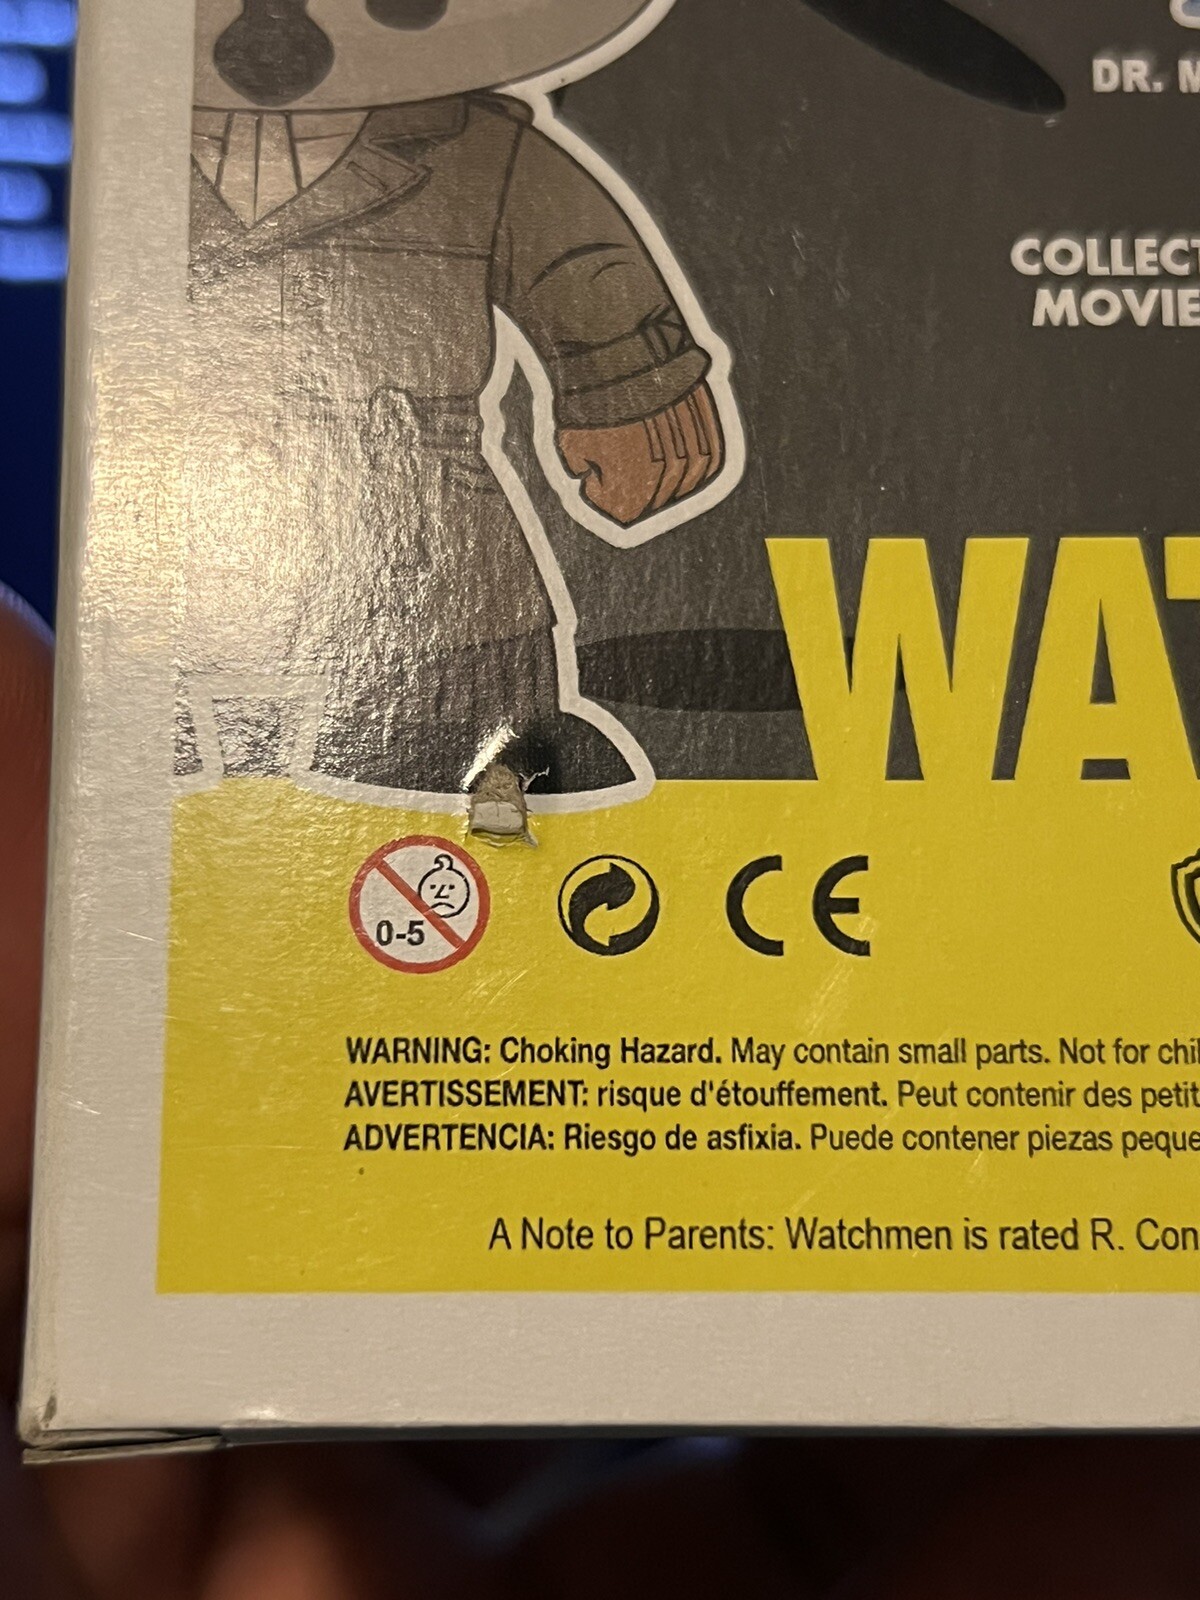 DR. M
COLLECT
MOVIE
WAT
0-5
CE
WARNING: Choking Hazard. May contain small parts. Not for chil
AVERTISSEMENT: risque d'étouffement. Peut contenir des petit
ADVERTENCIA: Riesgo de asfixia. Puede contener piezas peque
A Note to Parents: Watchmen is rated R. Con